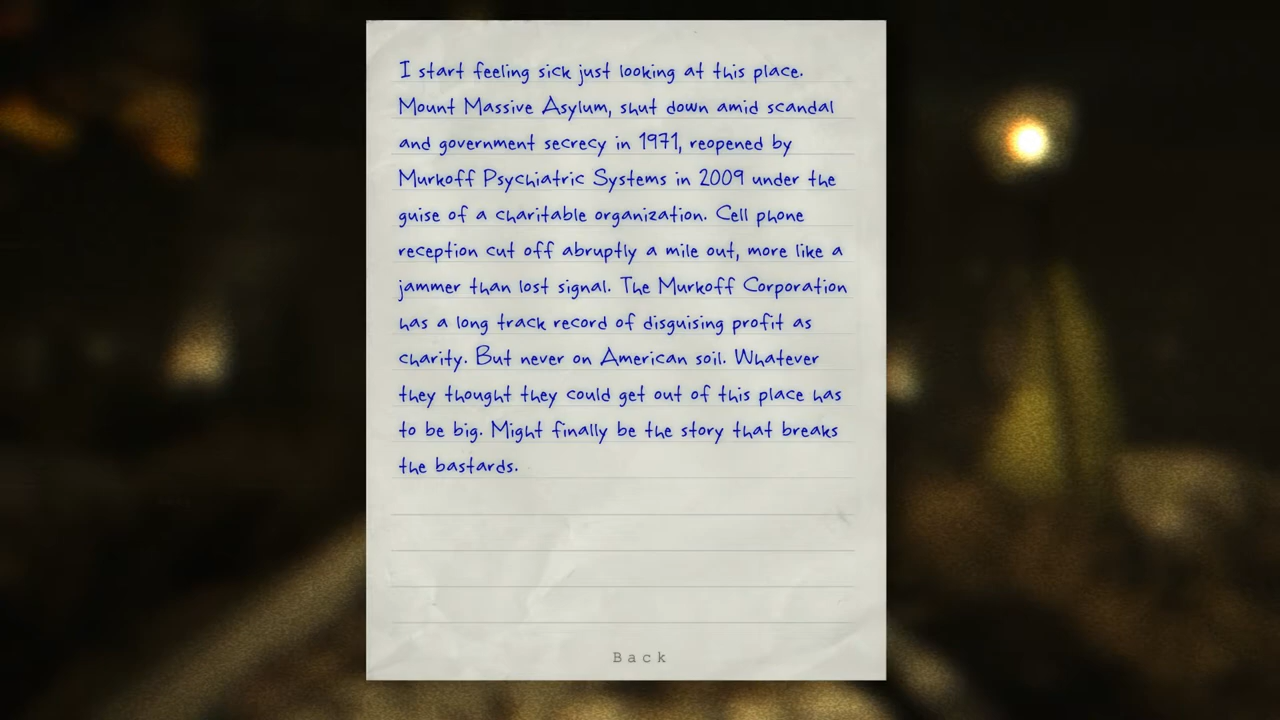 I start feeling sick just looking at this place.
Mount Massive Asylum, shut down amid scandal
and government secrecy in 1971, reopened by
Murkoff Psychiatric Systems in 2009 under the
guise of a charitable organization. Cell phone
reception cut off abruptly a mile out, more like a
jammer than lost signal. The Murkoff Corporation
has a long track record of disguising profit as
charity. But never on American soil. Whatever
they thought they could get out of this place has
to be big. Might finally be the story that breaks
the bastards.
Back